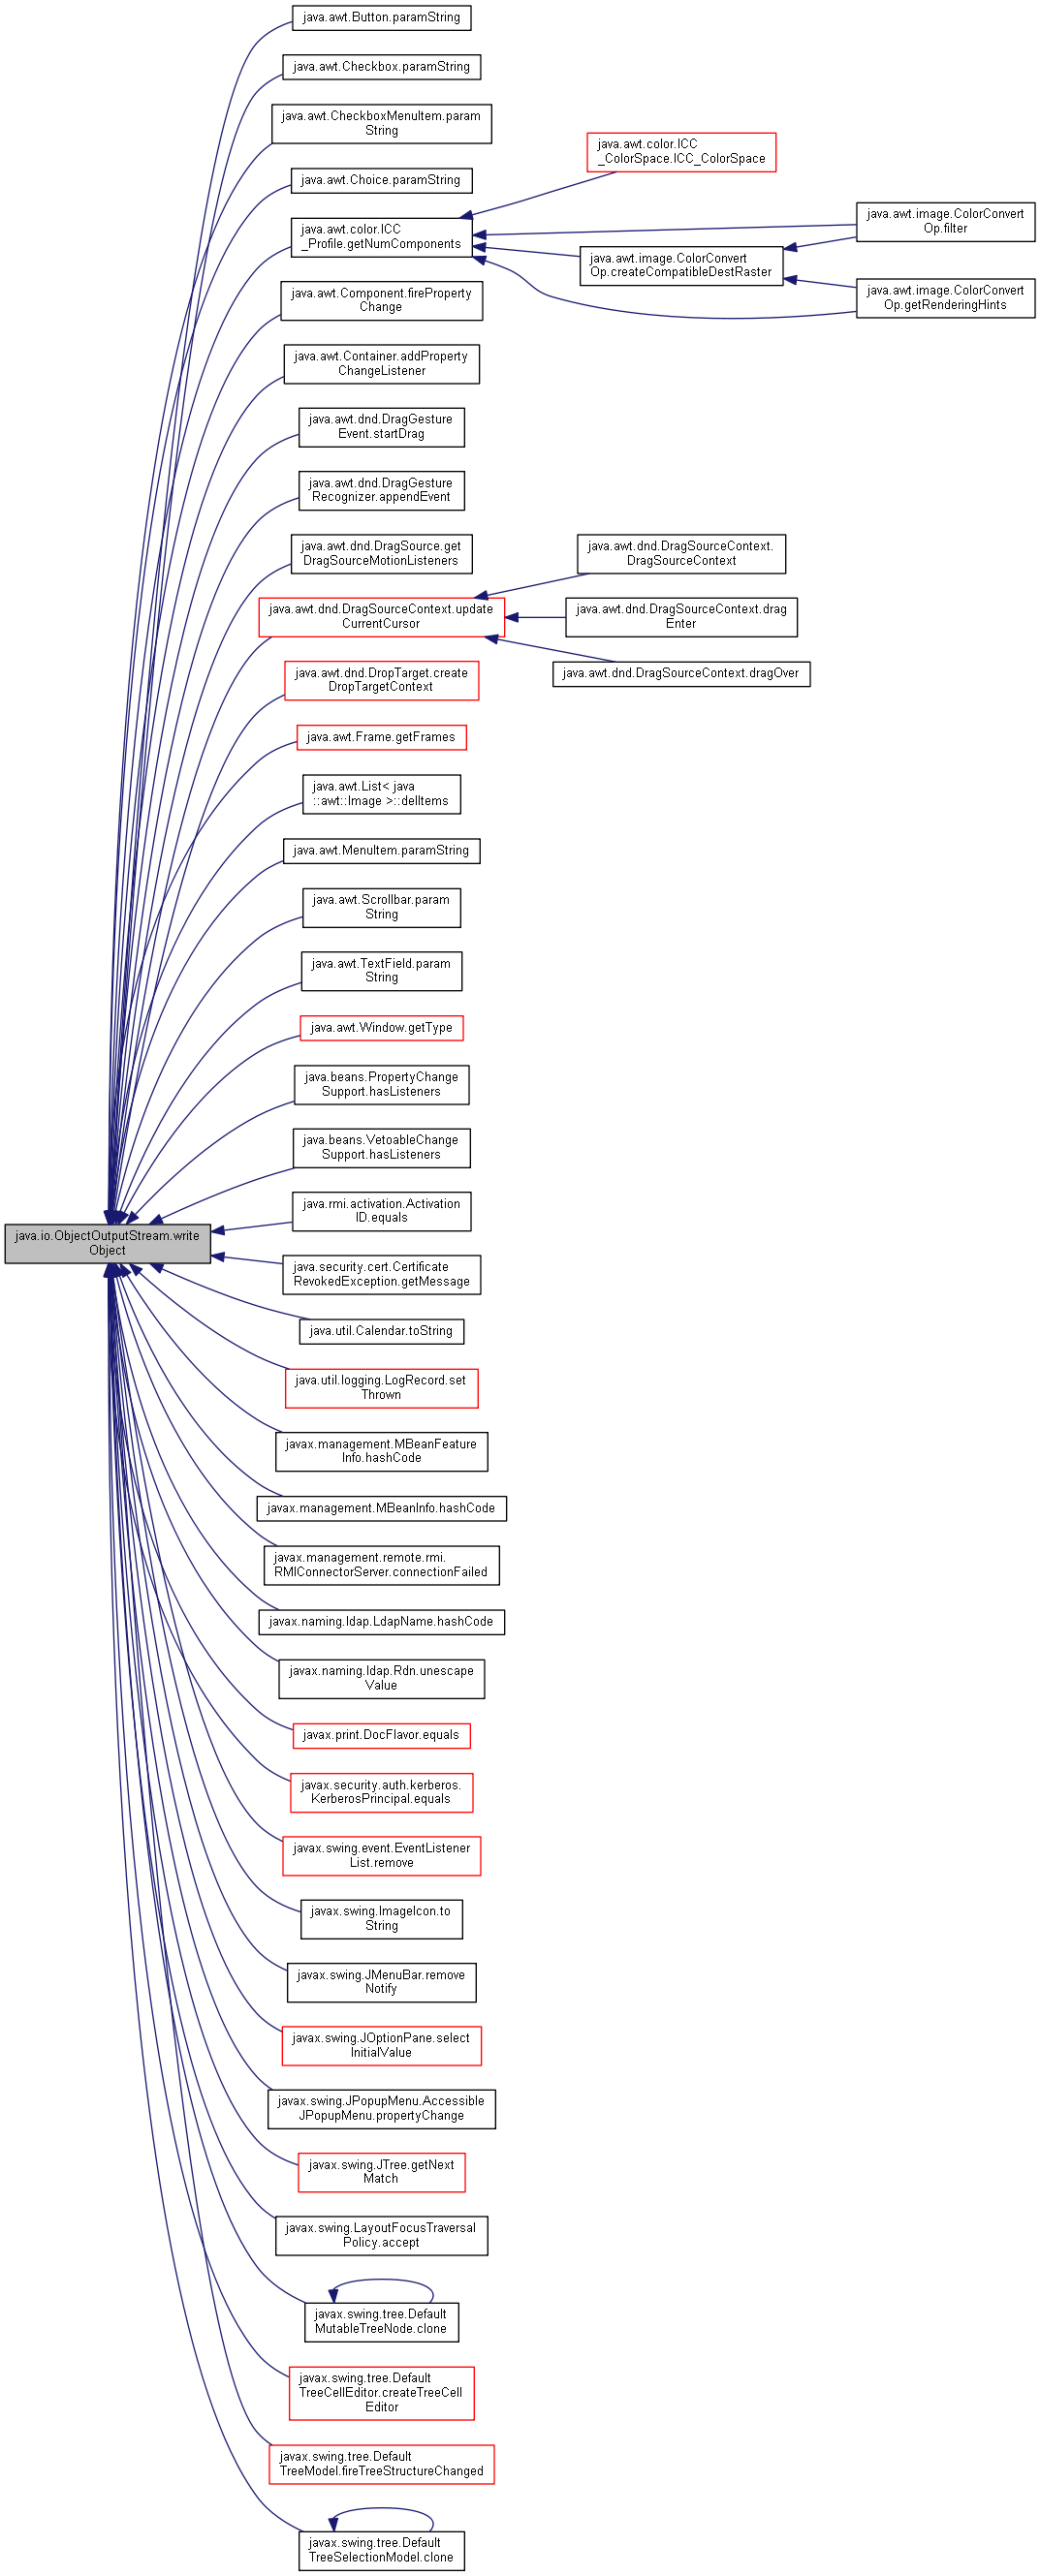 java.awt.Button.paramString
java.awt.Checkbox.paramString
java.awt.CheckboxMenuItem.param
String
java.awt.Choice.paramString
java.awt.color.ICC
_Profile.getNumComponents
java.awt.color.ICC
_ColorSpace.ICC_ColorSpace
java.awt.image.ColorConvert
Op.filter
java.awt.image.ColorConvert
Op.createCompatibleDestRaster
java.awt.image.ColorConvert
Op.getRenderingHints
java.awt.Component.fireProperty
Change
java.awt.Container.addProperty
ChangeListener
java.awt.dnd.DragGesture
Event.startDrag
java.awt.dnd.DragGesture
Recognizer.appendEvent
java.awt.dnd.DragSource.get
DragSourceMotionListeners
java.awt.dnd.DragSourceContext.update
CurrentCursor
java.awt.dnd.DragSourceContext.
DragSourceContext
java.awt.dnd.DragSourceContext.drag
Enter
java.awt.dnd.DragSourceContext.dragOver
java.awt.dnd.DropTarget.create
DropTargetContext
java.awt.Frame.getFrames
java.awt.List< java
::awt::Image >::delItems
java.awt.MenuItem.paramString
java.awt.Scrollbar.param
String
java.awt.TextField.param
String
java.awt.Window.getType
java.beans.PropertyChange
Support.hasListeners
java.beans.VetoableChange
Support.hasListeners
java.rmi.activation.Activation
ID.equals
java.io.ObjectOutputStream.write
Object
java.security.cert.Certificate
RevokedException.getMessage
java.util.Calendar.toString
java.util.logging.LogRecord.set
Thrown
javax.management.MBeanFeature
Info.hashCode
javax.management.MBeanInfo.hashCode
javax.management.remote.rmi.
RMIConnectorServer.connectionFailed
javax.naming.ldap.LdapName.hashCode
javax.naming.ldap.Rdn.unescape
Value
javax.print.DocFlavor.equals
javax.security.auth.kerberos.
KerberosPrincipal.equals
javax.swing.event.EventListener
List.remove
javax.swing.ImageIcon.to
String
javax.swing.JMenuBar.remove
Notify
javax.swing.JOptionPane.select
InitialValue
javax.swing.JPopupMenu.Accessible
JPopupMenu.propertyChange
javax.swing.JTree.getNext
Match
javax.swing.LayoutFocusTraversal
Policy.accept
javax.swing.tree.Default
MutableTreeNode.clone
javax.swing.tree.Default
TreeCellEditor.createTreeCell
Editor
javax.swing.tree.Default
TreeModel.fireTreeStructureChanged
javax.swing.tree.Default
TreeSelectionModel.clone